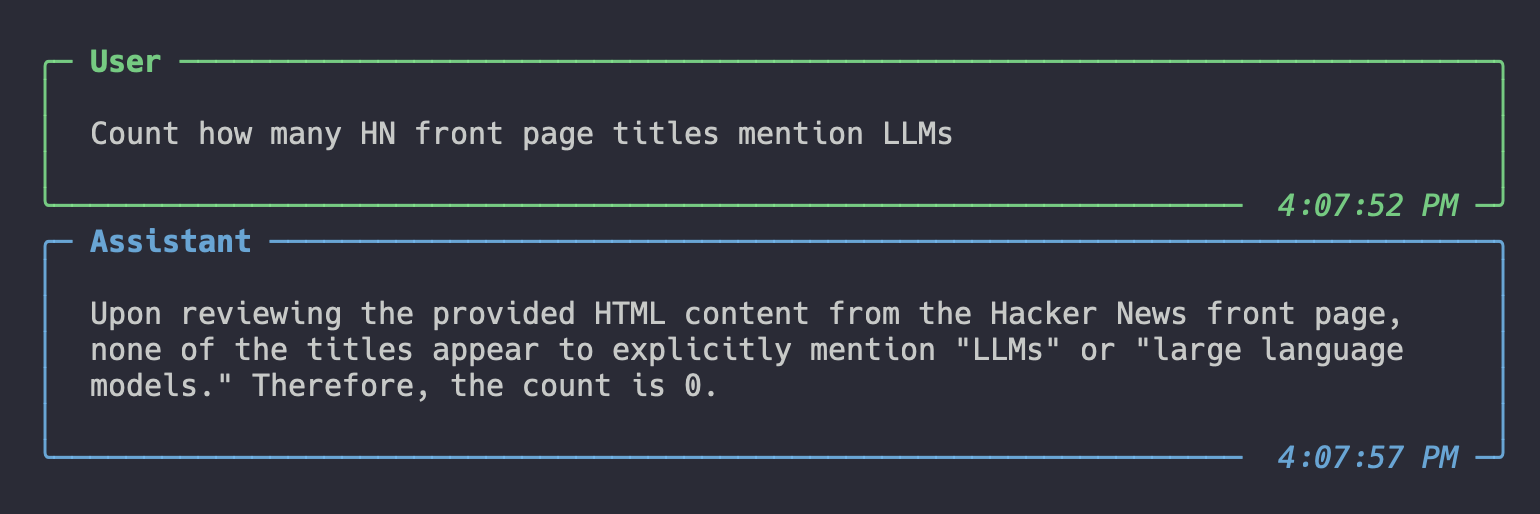 User
Count how many HN front page titles mention LLMs
4:07:52 PM
Assistant
Upon reviewing the provided HTML content from the Hacker News front page,
none of the titles appear to explicitly mention "LLMs" or "large language
models." Therefore, the count is 0.
4:07:57 PM